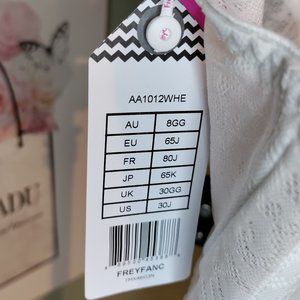 AA1012WHE
AU 8GG
EU 65J
FR 80J
JP 65K
UK 30GG
US 30J
FREYFANC
ADU